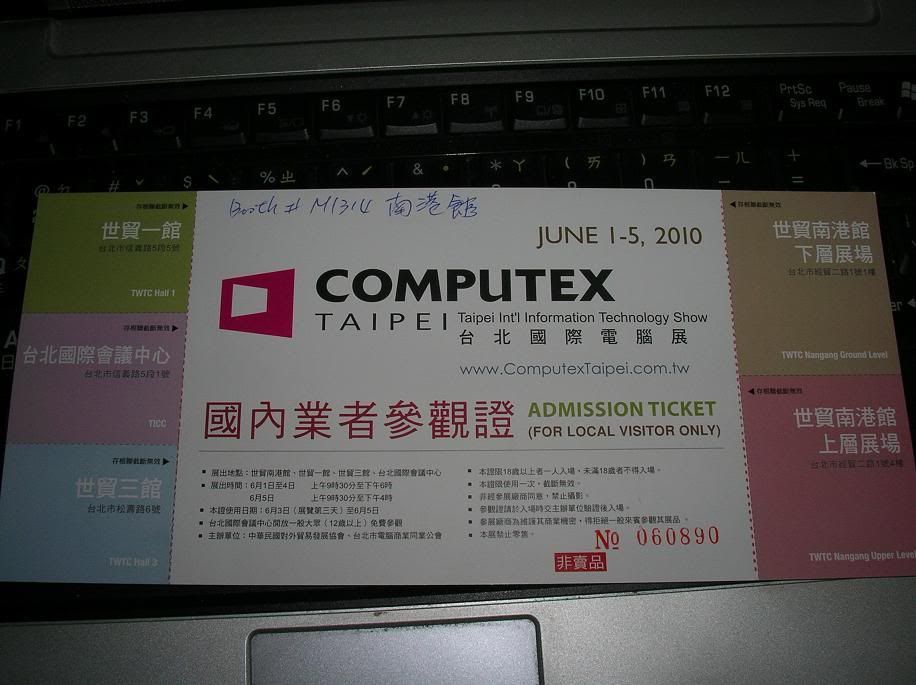 F1 F2 F3 F4 F5 F6 F7 F8 F9 F10 F11 F12 PrtSc Pause
Sys Req Break
Bk Sp
Booth # M1314 南港館
JUNE 1-5, 2010
COMPUTEX
TAIPEI Taipei Int'l Information Technology Show
台北國際電腦展
www.ComputexTaipei.com.tw
國內業者參觀證 ADMISSION TICKET
(FOR LOCAL VISITOR ONLY)
▪ 展出地點：世貿南港館、世貿一館、世貿三館、台北國際會議中心
▪ 展出時間：6月1日至4日 上午9時30分至下午6時
6月5日 上午9時30分至下午4時
▪ 本證使用日期：6月3日（展覽第三天）至6月5日
▪ 台北國際會議中心開放一般大眾（12歲以上）免費參觀
▪ 主辦單位：中華民國對外貿易發展協會、台北市電腦商業同業公會
▪ 本證限18歲以上者一人入場，未滿18歲者不得入場。
▪ 本證限使用一次，截斷無效。
▪ 非經參展廠商同意，禁止攝影。
▪ 參觀證請於入場時交主辦單位驗證後入場。
▪ 參展廠商為維護其商業機密，得拒絕一般來賓參觀其展品。
▪ 本展禁止零售。
№ 060890
非賣品
存根聯截斷無效 ▶
世貿一館
台北市信義路5段5號
TWTC Hall 1
存根聯截斷無效 ▶
台北國際會議中心
台北市信義路5段1號
TICC
存根聯截斷無效 ▶
世貿三館
台北市松壽路6號
TWTC Hall 3
◀ 存根聯截斷無效
世貿南港館
下層展場
台北市經貿二路1號1樓
TWTC Nangang Ground Level
◀ 存根聯截斷無效
世貿南港館
上層展場
台北市經貿二路1號4樓
TWTC Nangang Upper Level